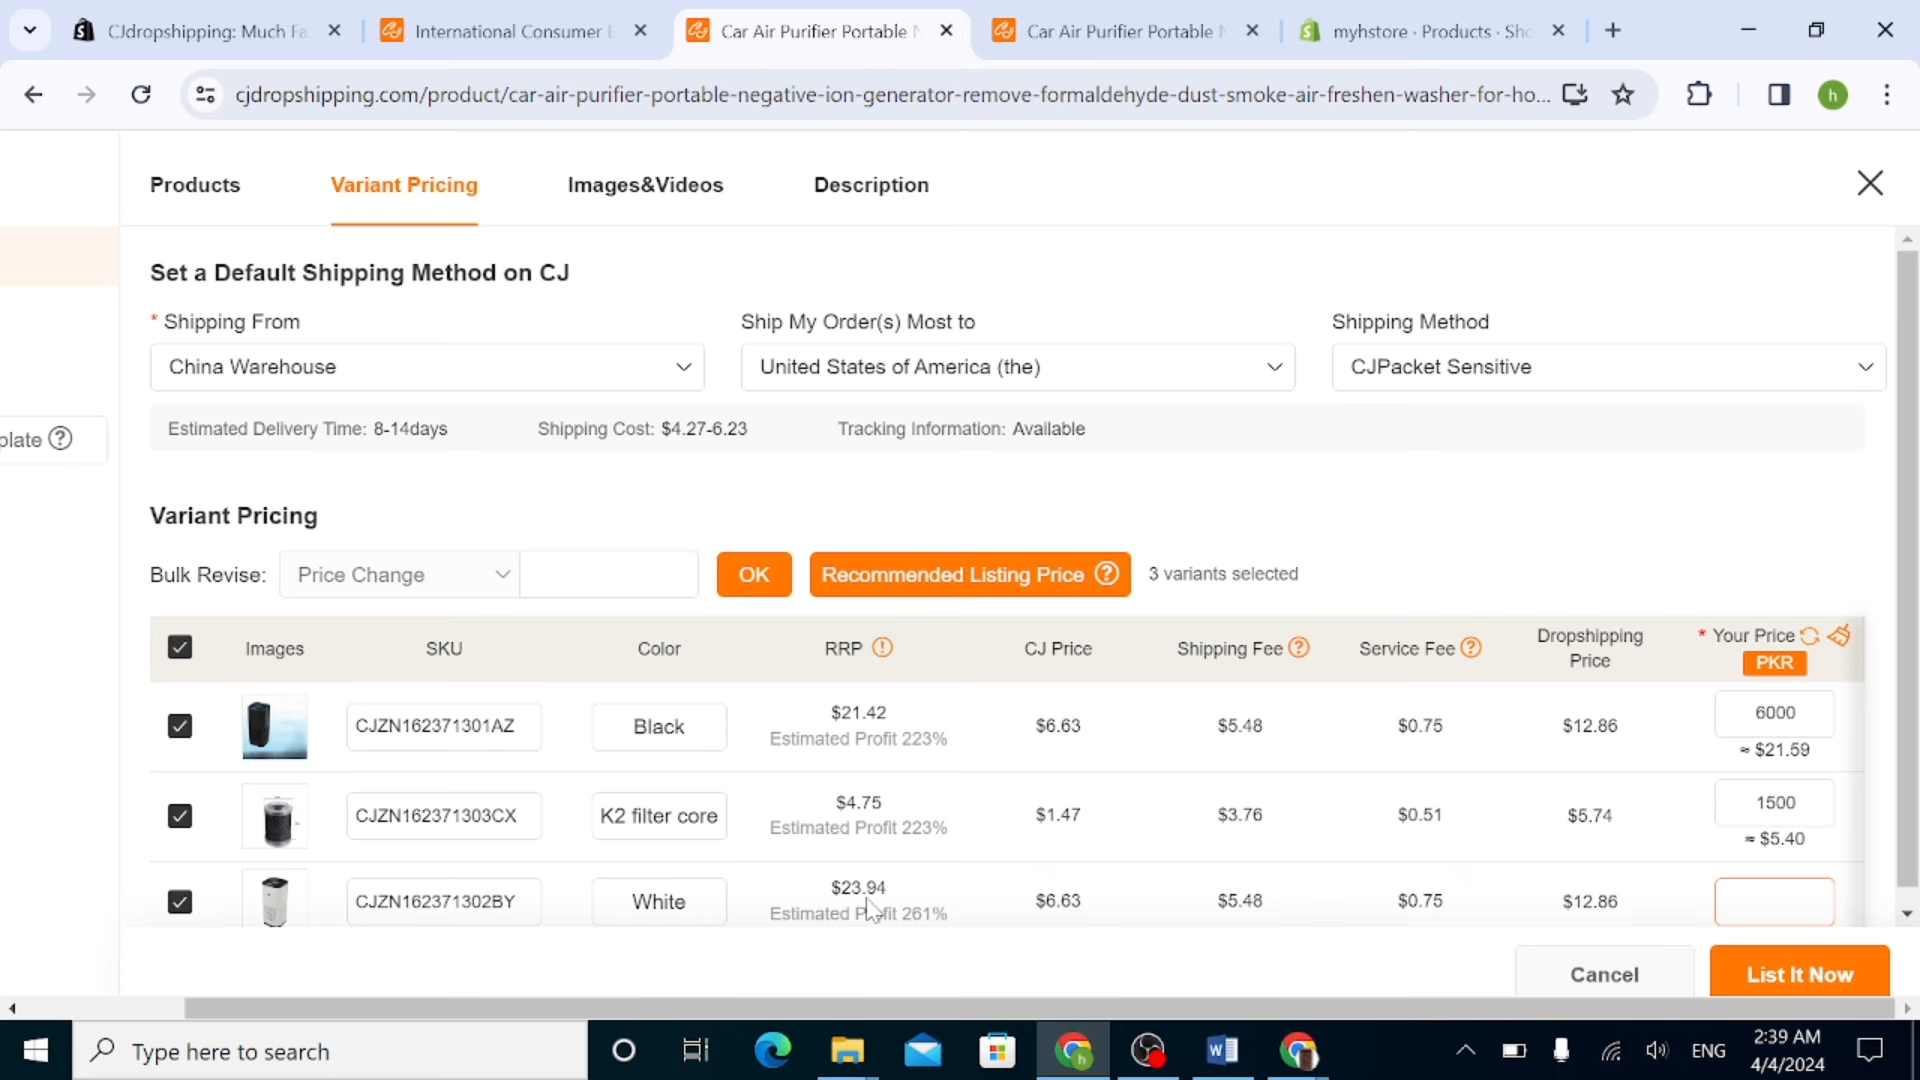 CJdropshipping: Much Fa
International Consumer E
Car Air Purifier Portable N
Car Air Purifier Portable N
myhstore · Products · Sho
cjdropshipping.com/product/car-air-purifier-portable-negative-ion-generator-remove-formaldehyde-dust-smoke-air-freshen-washer-for-ho...
h
Products
Variant Pricing
Images&Videos
Description
Set a Default Shipping Method on CJ
* Shipping From
Ship My Order(s) Most to
Shipping Method
China Warehouse
United States of America (the)
CJPacket Sensitive
plate
Estimated Delivery Time: 8-14days
Shipping Cost: $4.27-6.23
Tracking Information: Available
Variant Pricing
Bulk Revise:
Price Change
OK
Recommended Listing Price
3 variants selected
Images
SKU
Color
RRP
CJ Price
Shipping Fee
Service Fee
Dropshipping Price
* Your Price
PKR
CJZN162371301AZ
Black
$21.42
Estimated Profit 223%
$6.63
$5.48
$0.75
$12.86
6000
≈ $21.59
CJZN162371303CX
K2 filter core
$4.75
Estimated Profit 223%
$1.47
$3.76
$0.51
$5.74
1500
≈ $5.40
CJZN162371302BY
White
$23.94
Estimated Profit 261%
$6.63
$5.48
$0.75
$12.86
Cancel
List It Now
Type here to search
ENG
2:39 AM
4/4/2024